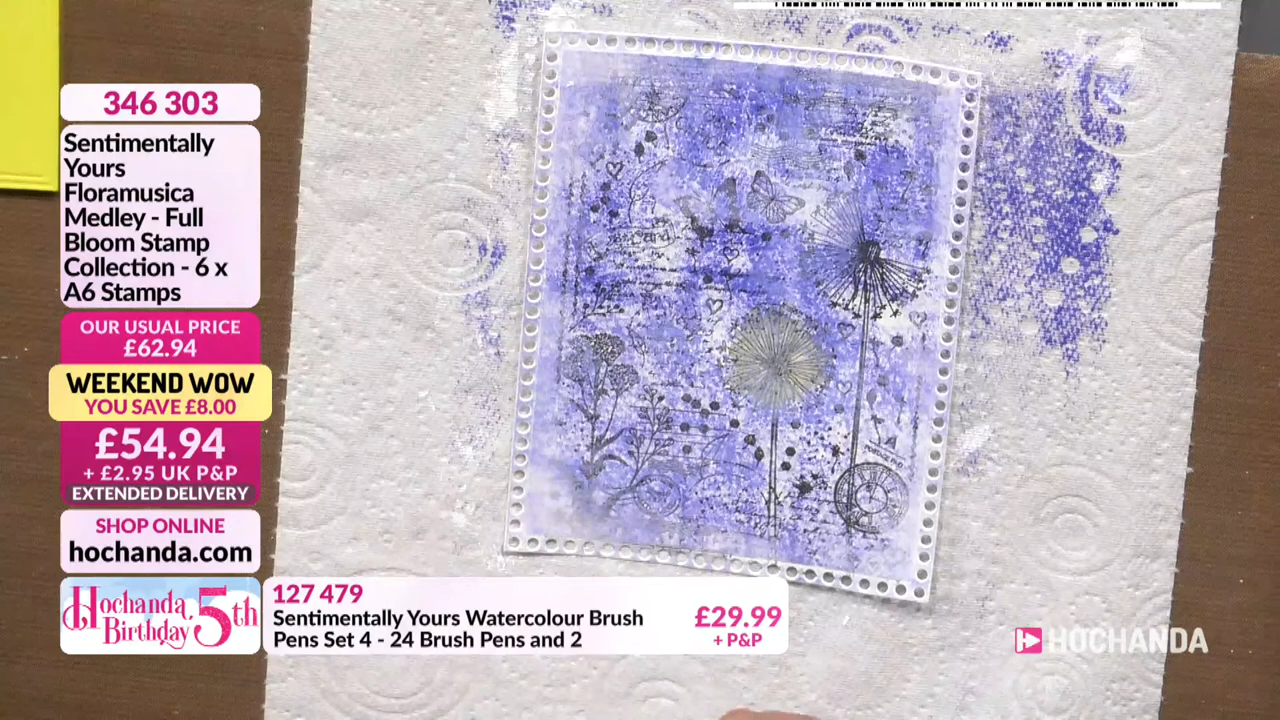 346 303
Sentimentally
Yours
Floramusica
Medley - Full
Bloom Stamp
Collection - 6 x
A6 Stamps
OUR USUAL PRICE
£62.94
WEEKEND WOW
YOU SAVE £8.00
£54.94
+ £2.95 UK P&P
EXTENDED DELIVERY
SHOP ONLINE
hochanda.com
Hochanda
Birthday
5th
127 479
Sentimentally Yours Watercolour Brush
Pens Set 4 - 24 Brush Pens and 2
£29.99
+ P&P
HOCHANDA